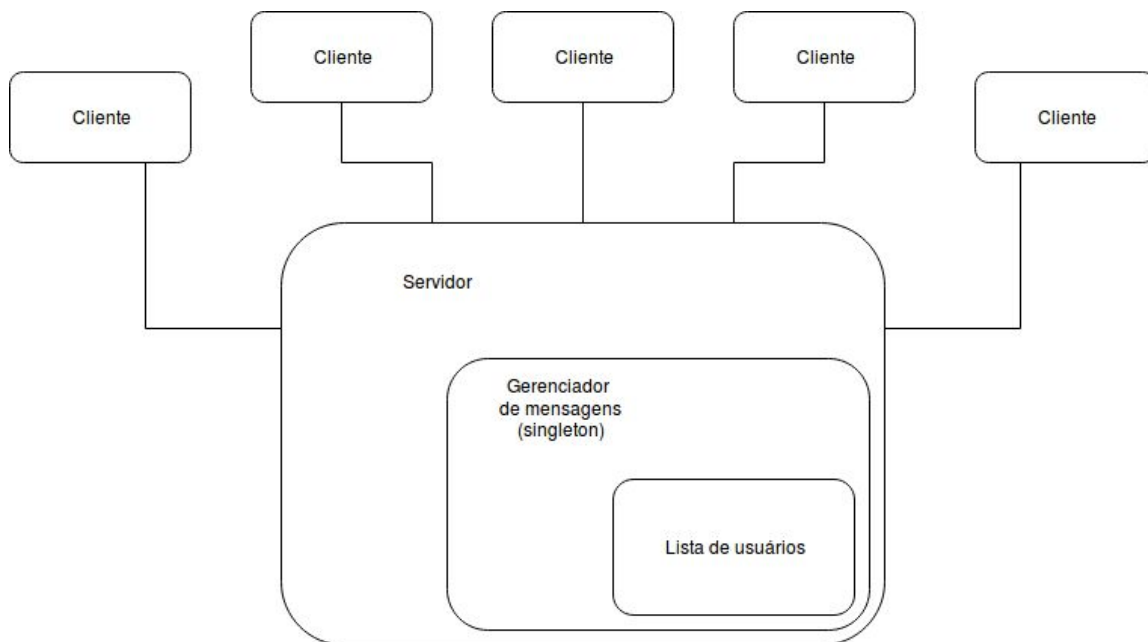 Cliente
Cliente
Cliente
Cliente
Cliente
Servidor
Gerenciador
de mensagens
(singleton)
Lista de usuários